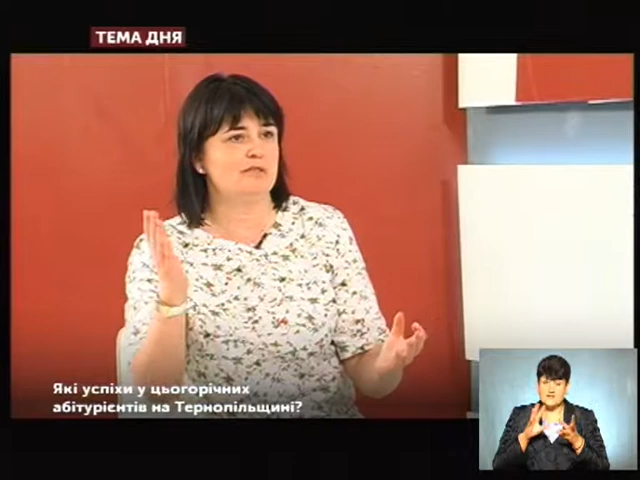 ТЕМА ДНЯ
Які успіхи у цьогорічних
абітурієнтів на Тернопільщині?